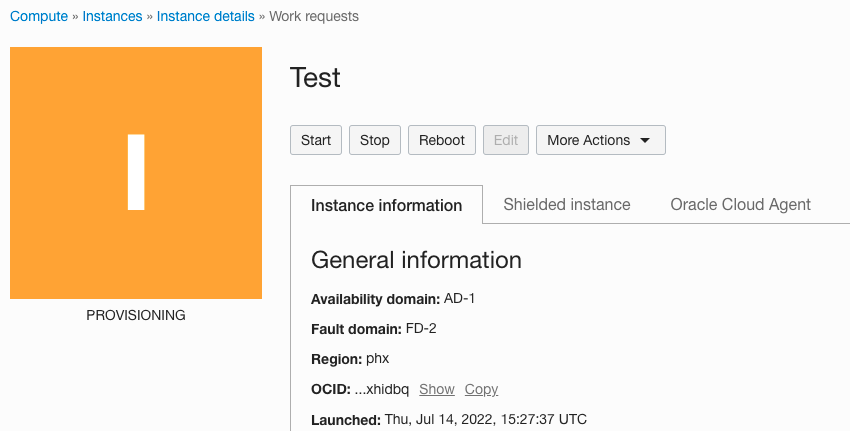 Compute » Instances » Instance details » Work requests
I
PROVISIONING
Test
Start Stop Reboot Edit More Actions
Instance information Shielded instance Oracle Cloud Agent
General information
Availability domain: AD-1
Fault domain: FD-2
Region: phx
OCID: ...xhidbq Show Copy
Launched: Thu, Jul 14, 2022, 15:27:37 UTC